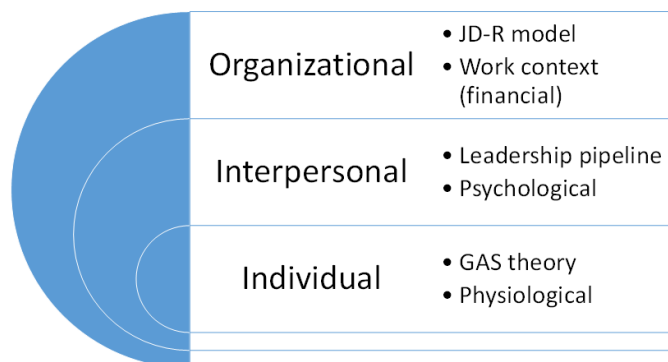 Organizational
• JD-R model
• Work context
(financial)
Interpersonal
• Leadership pipeline
• Psychological
Individual
• GAS theory
• Physiological